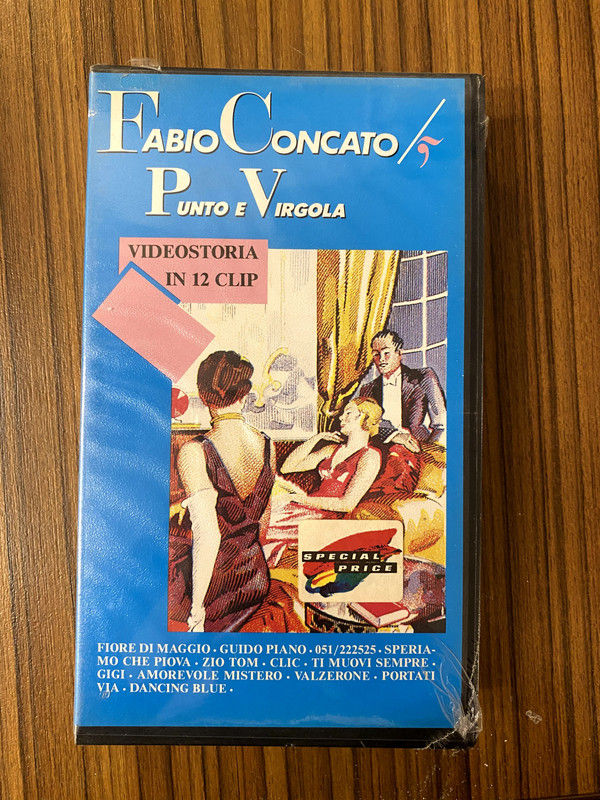 FABIO CONCATO/;
PUNTO E VIRGOLA
VIDEOSTORIA
IN 12 CLIP
SPECIAL
PRICE
FIORE DI MAGGIO · GUIDO PIANO · 051/222525 · SPERIA-
MO CHE PIOVA · ZIO TOM · CLIC · TI MUOVI SEMPRE ·
GIGI · AMOREVOLE MISTERO · VALZERONE · PORTATI
VIA · DANCING BLUE ·